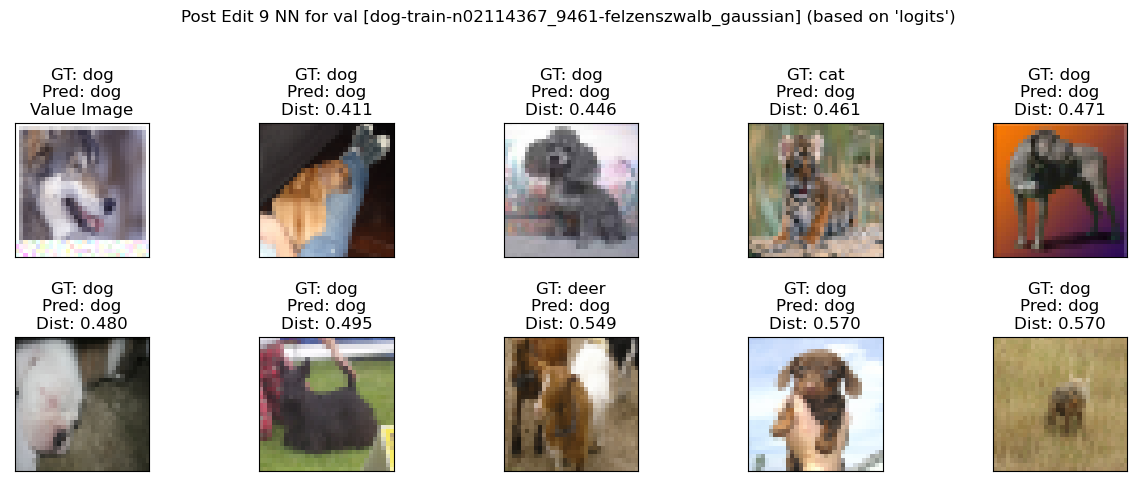 Post Edit 9 NN for val [dog-train-n02114367_9461-felzenszwalb_gaussian] (based on 'logits')
GT: dog
Pred: dog
Value Image
GT: dog
Pred: dog
Dist: 0.411
GT: dog
Pred: dog
Dist: 0.446
GT: cat
Pred: dog
Dist: 0.461
GT: dog
Pred: dog
Dist: 0.471
GT: dog
Pred: dog
Dist: 0.480
GT: dog
Pred: dog
Dist: 0.495
GT: deer
Pred: dog
Dist: 0.549
GT: dog
Pred: dog
Dist: 0.570
GT: dog
Pred: dog
Dist: 0.570